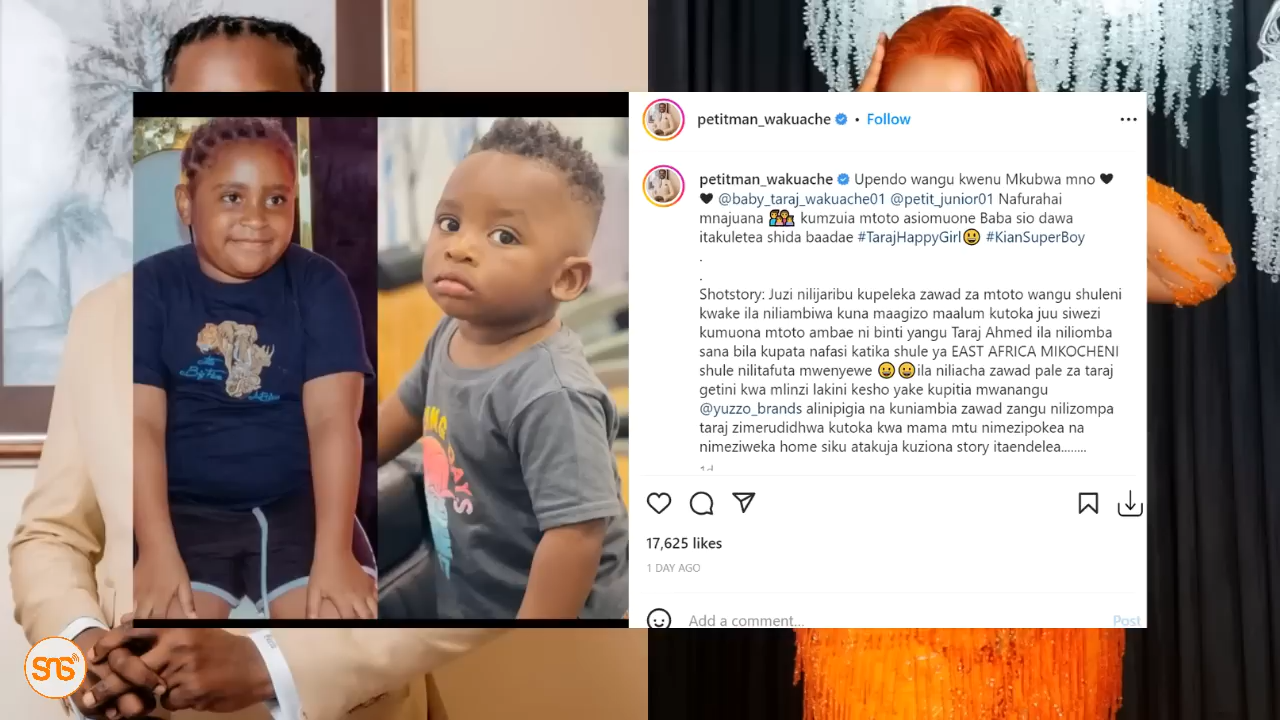 petitman_wakuache • Follow
petitman_wakuache Upendo wangu kwenu Mkubwa mno 🖤
🖤 @baby_taraj_wakuache01 @petit_junior01 Nafurahai
mnajuana 👨‍👩‍👧‍👦 kumzuia mtoto asiomuone Baba sio dawa
itakuletea shida baadae #TarajHappyGirl😀 #KianSuperBoy
.
.
Shotstory: Juzi nilijaribu kupeleka zawad za mtoto wangu shuleni
kwake ila niliambiwa kuna maagizo maalum kutoka juu siwezi
kumuona mtoto ambae ni binti yangu Taraj Ahmed ila niliomba
sana bila kupata nafasi katika shule ya EAST AFRICA MIKOCHENI
shule nilitafuta mwenyewe 😀😀ila niliacha zawad pale za taraj
getini kwa mlinzi lakini kesho yake kupitia mwanangu
@yuzzo_brands alinipigia na kuniambia zawad zangu nilizompa
taraj zimerudidhwa kutoka kwa mama mtu nimezipokea na
nimeziweka home siku atakuja kuziona story itaendelea........
1d
17,625 likes
1 DAY AGO
Add a comment... Post
SNS